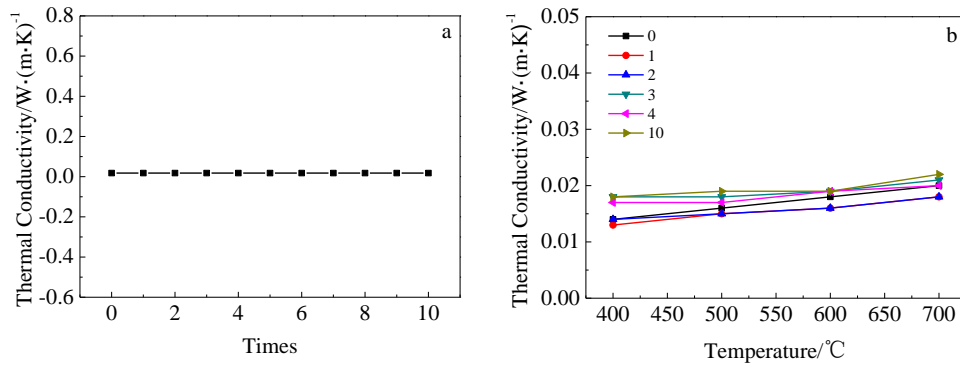 a
Thermal Conductivity/W·(m·K)-1
0.8
0.6
0.4
0.2
0.0
-0.2
-0.4
-0.6
0 2 4 6 8 10
Times
b
Thermal Conductivity/W·(m·K)-1
0.05
0.04
0.03
0.02
0.01
0.00
0
1
2
3
4
10
400 450 500 550 600 650 700
Temperature/℃